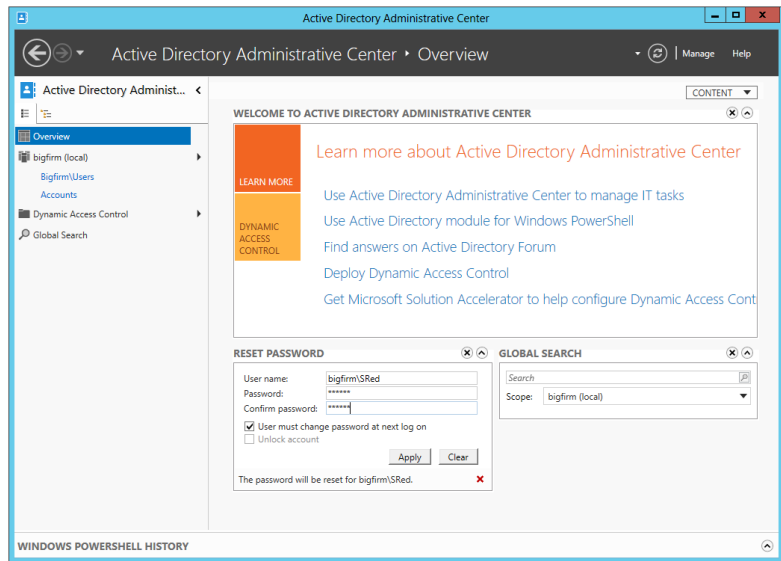 Active Directory Administrative Center
Active Directory Administrative Center • Overview
Manage
Help
Active Directory Administ...
Overview
bigfirm (local)
Bigfirm\Users
Accounts
Dynamic Access Control
Global Search
CONTENT
WELCOME TO ACTIVE DIRECTORY ADMINISTRATIVE CENTER
LEARN MORE
DYNAMIC
ACCESS
CONTROL
Learn more about Active Directory Administrative Center
Use Active Directory Administrative Center to manage IT tasks
Use Active Directory module for Windows PowerShell
Find answers on Active Directory Forum
Deploy Dynamic Access Control
Get Microsoft Solution Accelerator to help configure Dynamic Access Cont
RESET PASSWORD
User name: bigfirm\SRed
Password: ******
Confirm password: ******
User must change password at next log on
Unlock account
Apply
Clear
The password will be reset for bigfirm\SRed.
GLOBAL SEARCH
Search
Scope: bigfirm (local)
WINDOWS POWERSHELL HISTORY